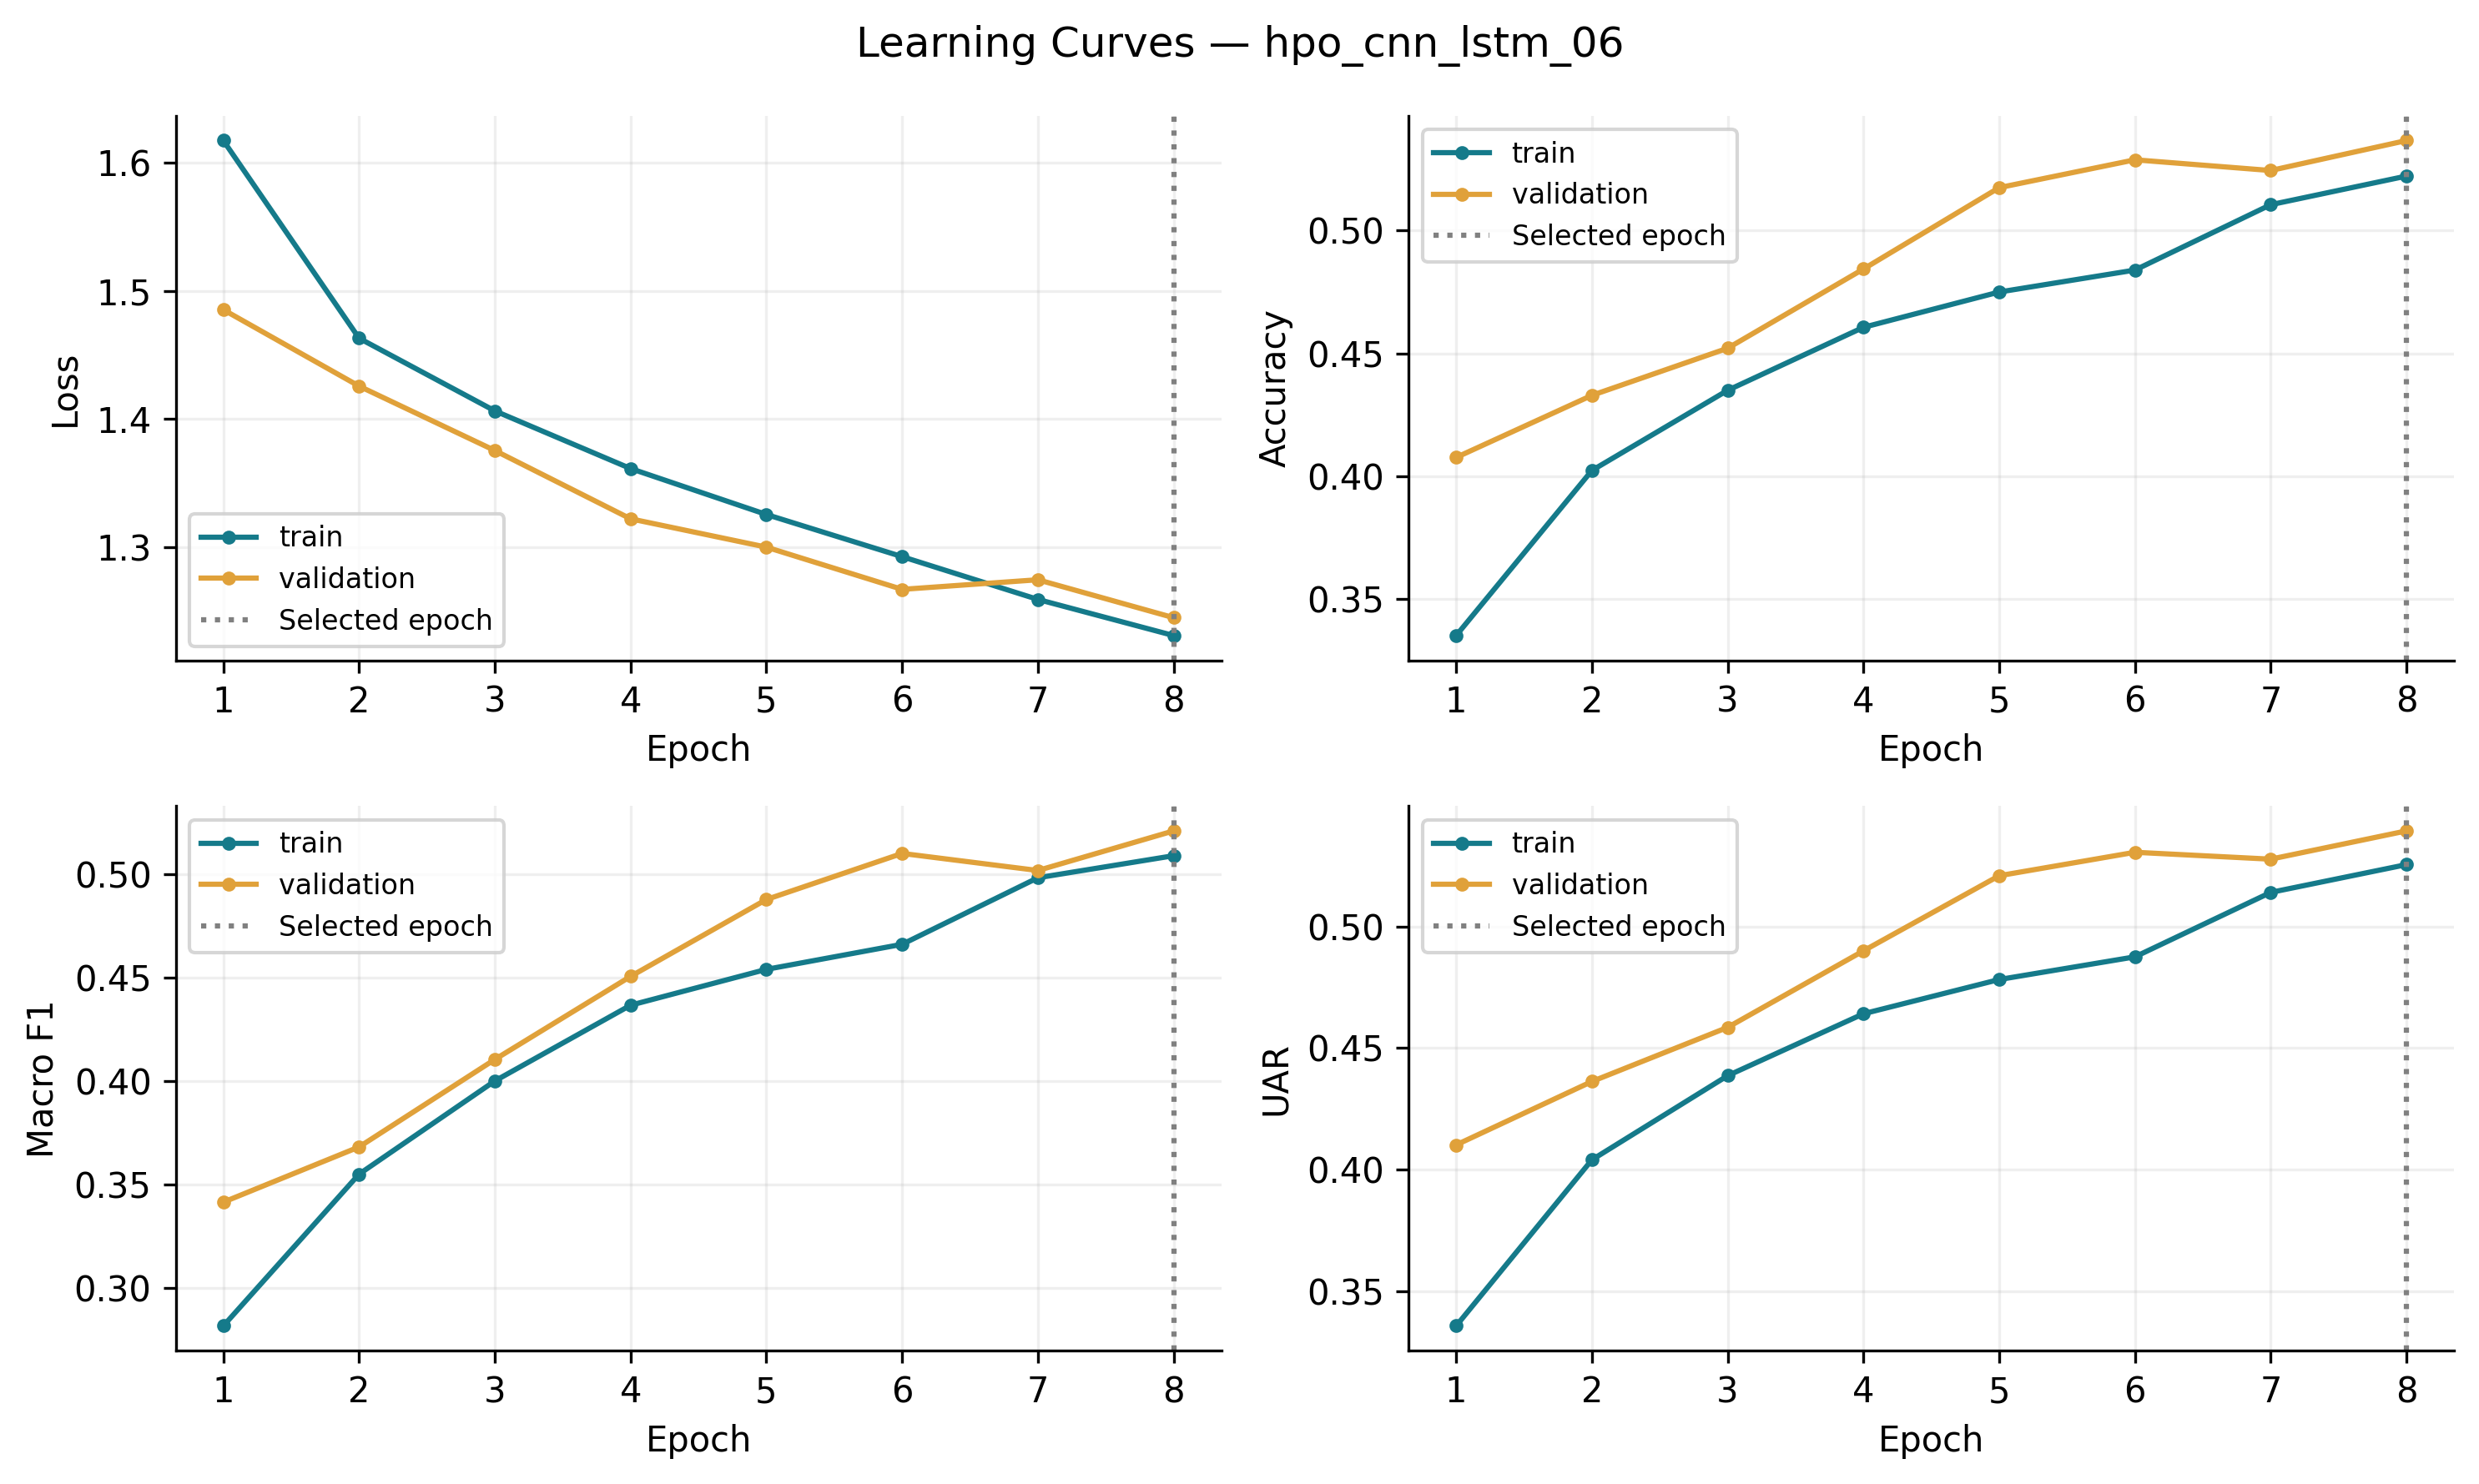 Learning Curves — hpo_cnn_lstm_06
Loss
1.6
1.5
1.4
1.3
train
validation
Selected epoch
1 2 3 4 5 6 7 8
Epoch
Accuracy
0.50
0.45
0.40
0.35
train
validation
Selected epoch
1 2 3 4 5 6 7 8
Epoch
Macro F1
0.50
0.45
0.40
0.35
0.30
train
validation
Selected epoch
1 2 3 4 5 6 7 8
Epoch
UAR
0.50
0.45
0.40
0.35
train
validation
Selected epoch
1 2 3 4 5 6 7 8
Epoch